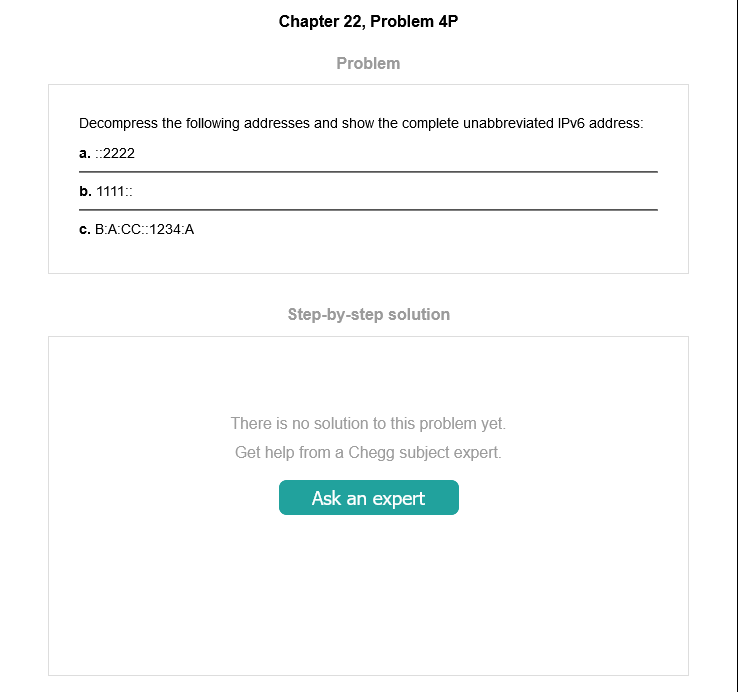 Chapter 22, Problem 4P
Problem
Decompress the following addresses and show the complete unabbreviated IPv6 address:
a. ::2222
b. 1111::
c. B:A:CC::1234:A
Step-by-step solution
There is no solution to this problem yet.
Get help from a Chegg subject expert.
Ask an expert